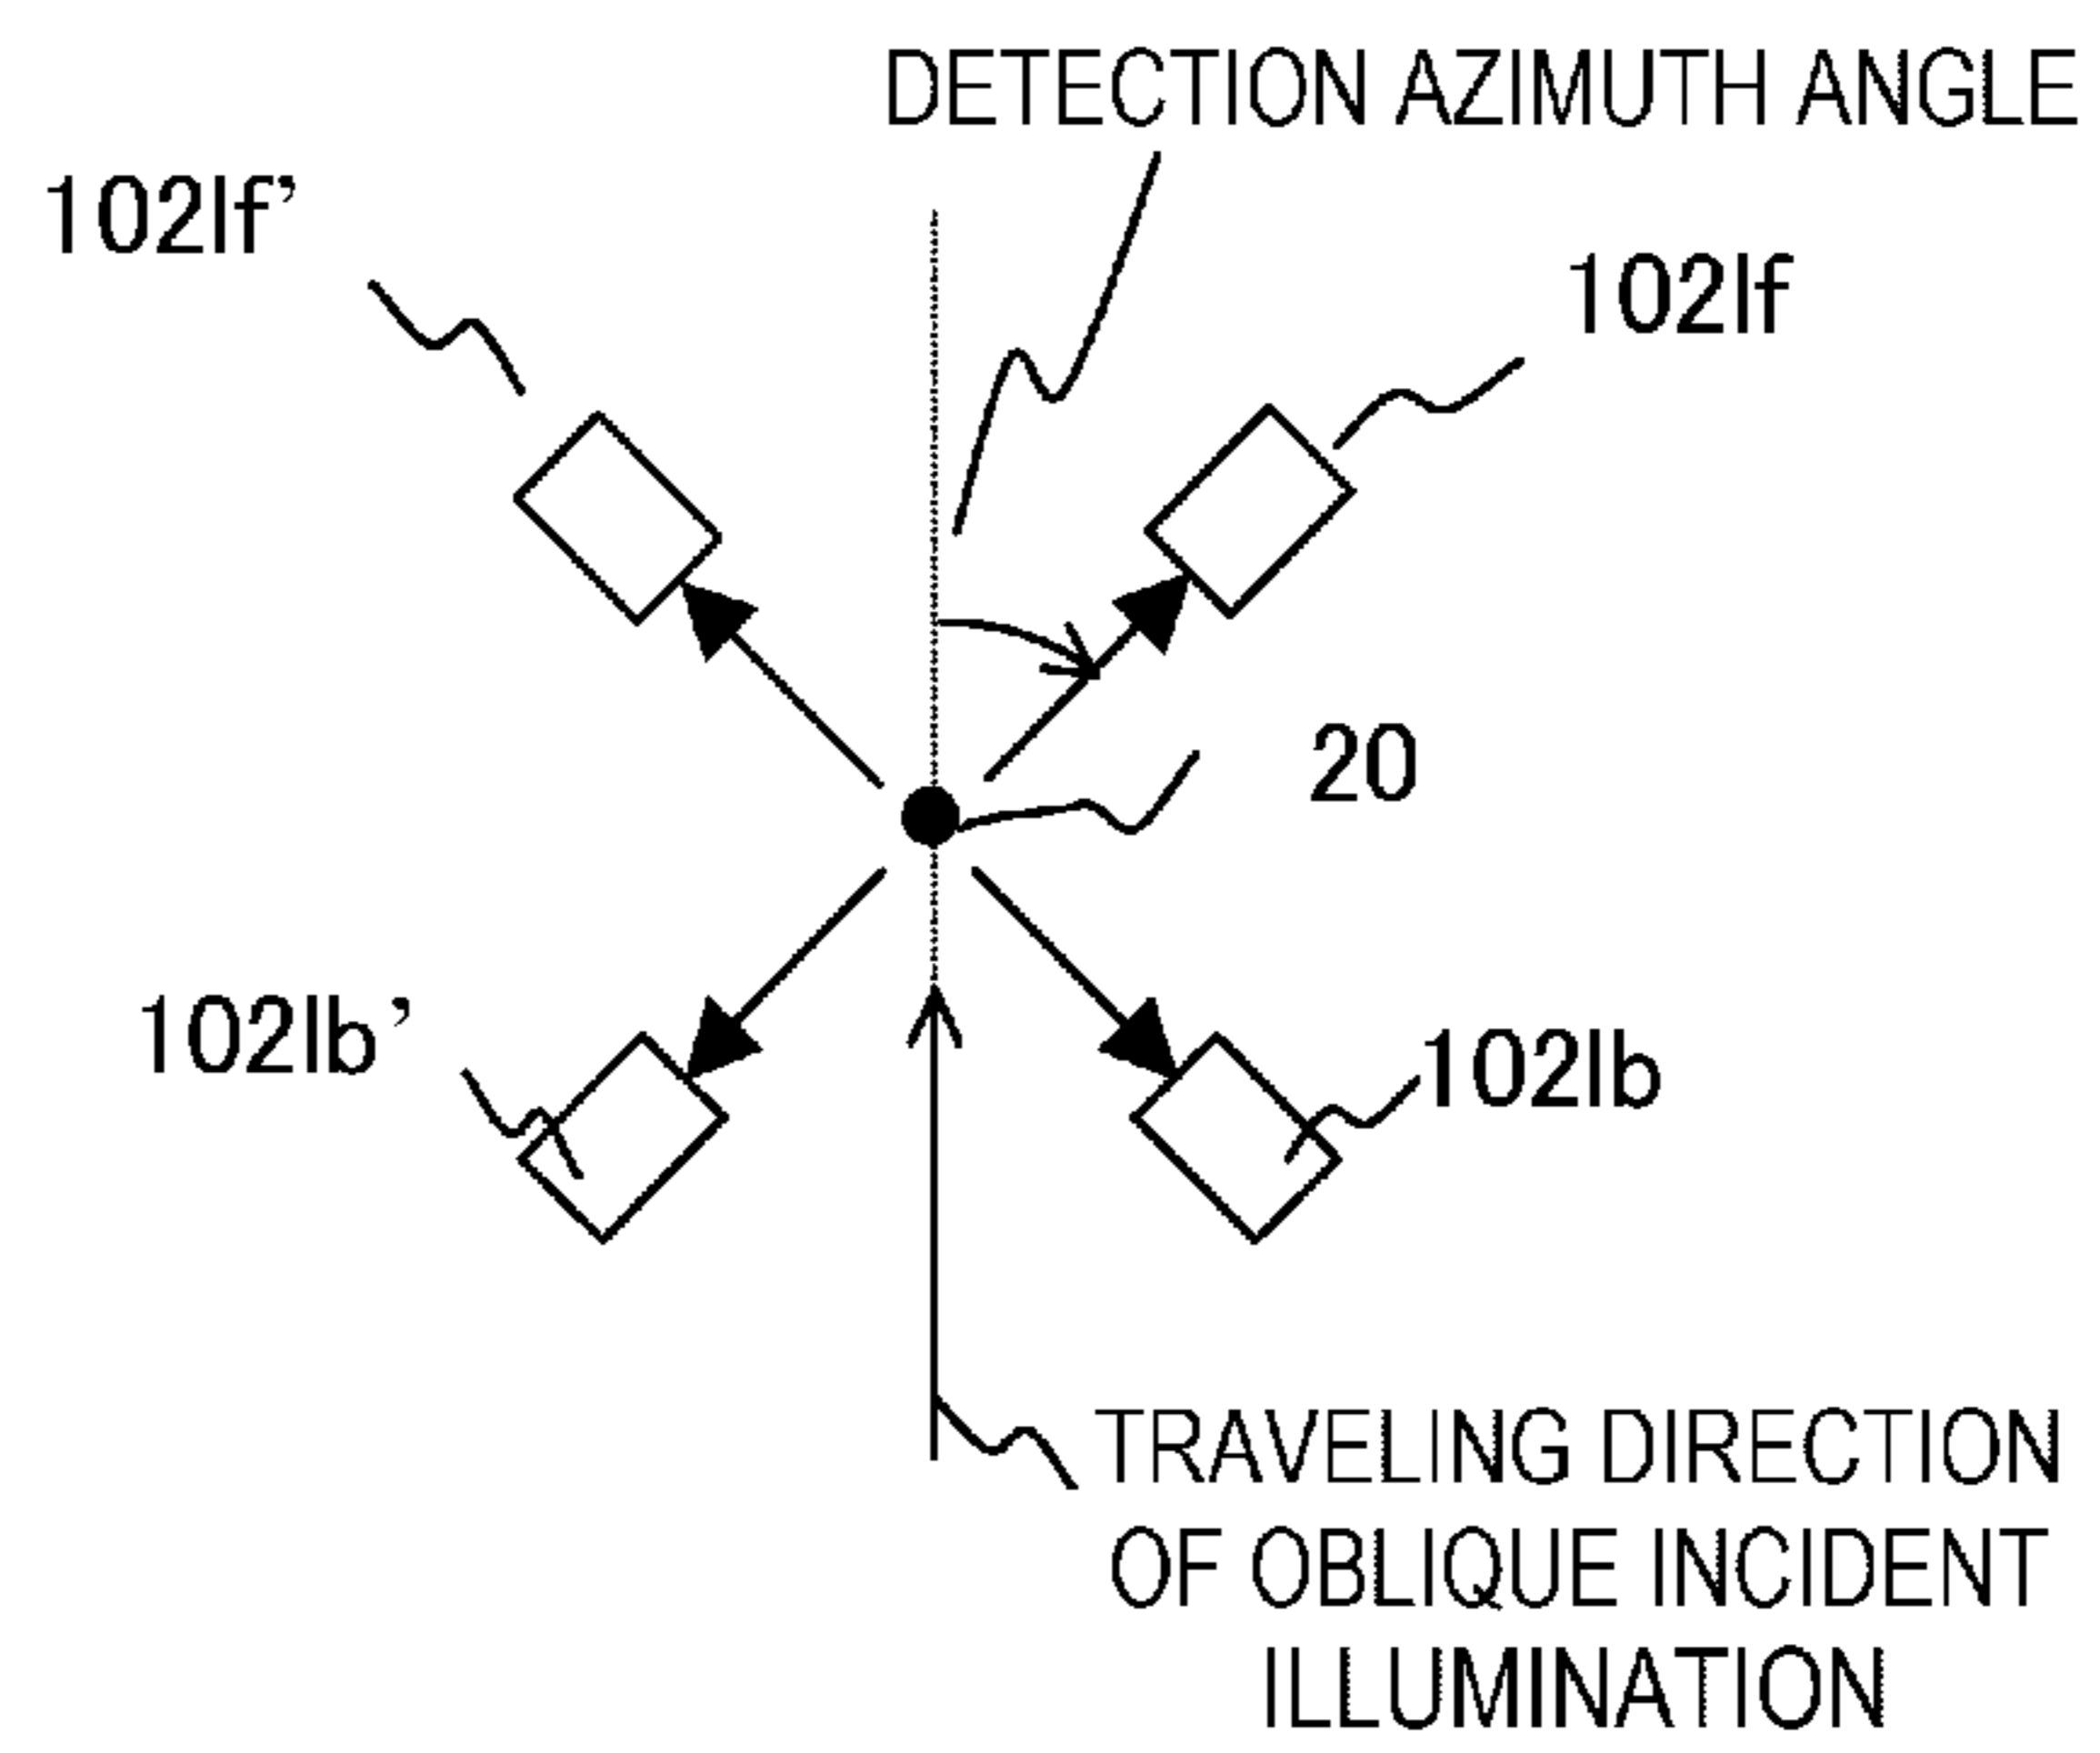 DETECTION AZIMUTH ANGLE
102lf’
102lf
20
102lb’
102lb
TRAVELING DIRECTION
OF OBLIQUE INCIDENT
ILLUMINATION